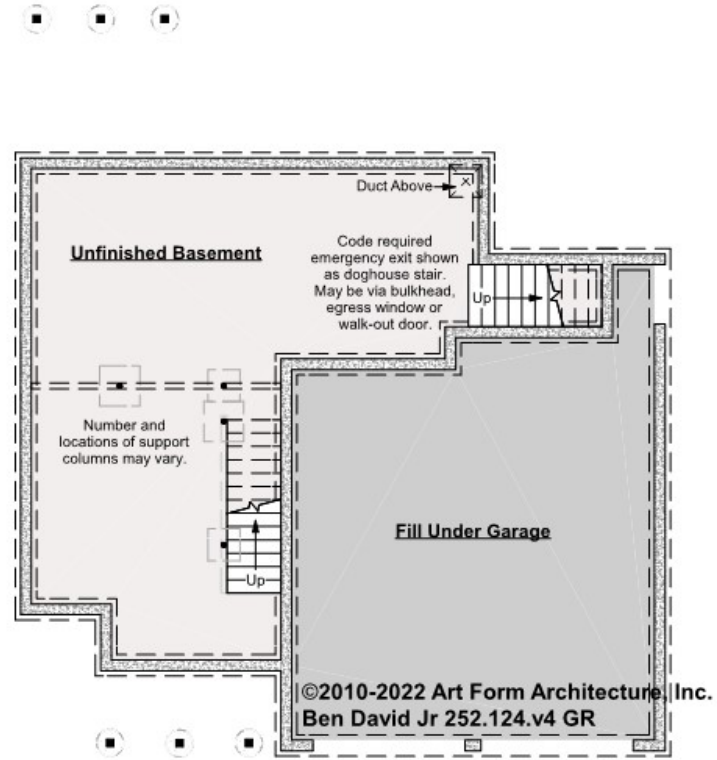 Duct Above
Unfinished Basement
Code required
emergency exit shown
as doghouse stair.
May be via bulkhead,
egress window or
walk-out door.
Up
Number and
locations of support
columns may vary.
Fill Under Garage
Up
©2010-2022 Art Form Architecture, Inc.
Ben David Jr 252.124.v4 GR